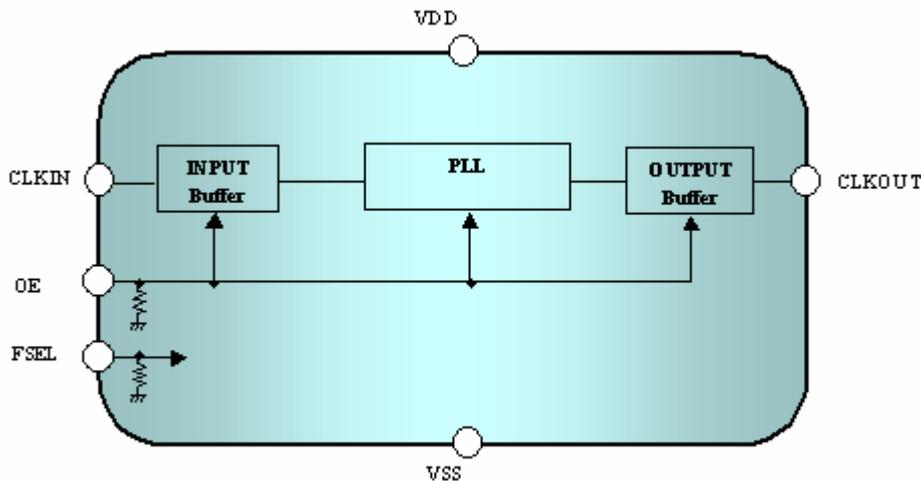 VDD
CLKIN
INPUT
Buffer
PLL
OUTPUT
Buffer
CLKOUT
OE
FSEL
VSS